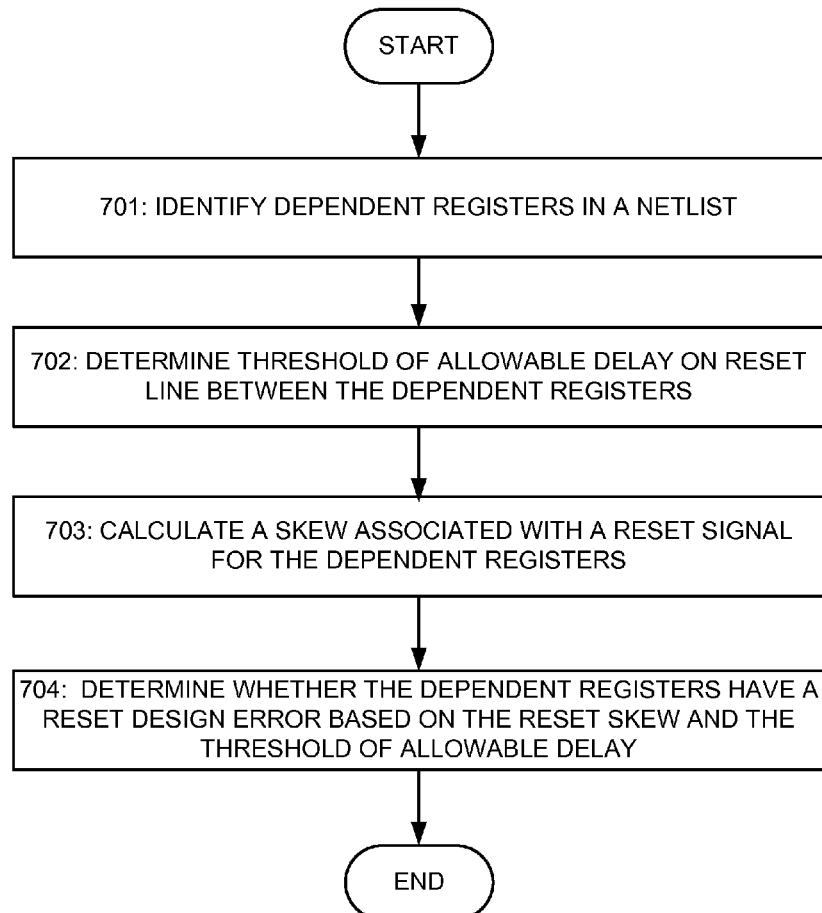 START
701: IDENTIFY DEPENDENT REGISTERS IN A NETLIST
702: DETERMINE THRESHOLD OF ALLOWABLE DELAY ON RESET
LINE BETWEEN THE DEPENDENT REGISTERS
703: CALCULATE A SKEW ASSOCIATED WITH A RESET SIGNAL
FOR THE DEPENDENT REGISTERS
704: DETERMINE WHETHER THE DEPENDENT REGISTERS HAVE A
RESET DESIGN ERROR BASED ON THE RESET SKEW AND THE
THRESHOLD OF ALLOWABLE DELAY
END